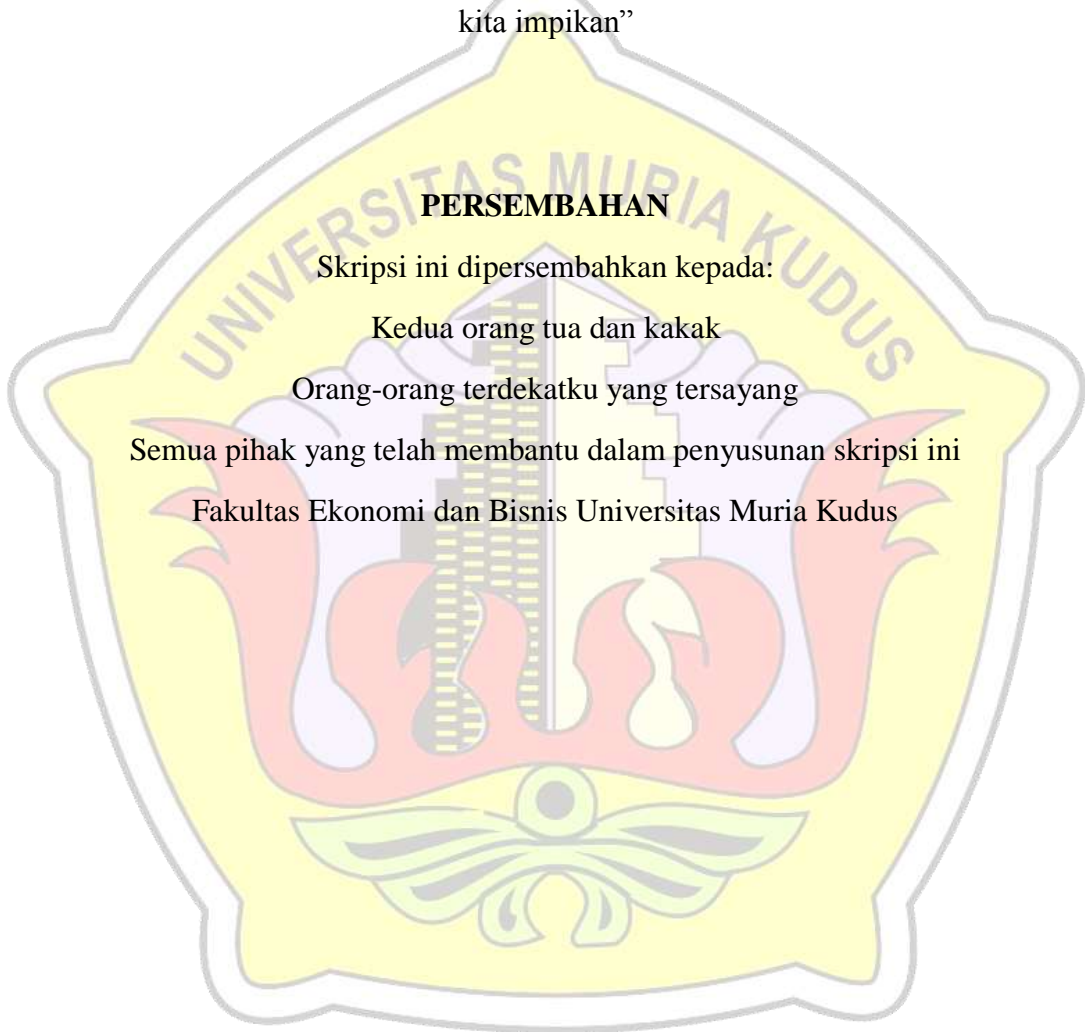 kita impikan”
UNIVERSITAS MURIA KUDUS
PERSEMBAHAN
Skripsi ini dipersembahkan kepada:
Kedua orang tua dan kakak
Orang-orang terdekatku yang tersayang
Semua pihak yang telah membantu dalam penyusunan skripsi ini
Fakultas Ekonomi dan Bisnis Universitas Muria Kudus